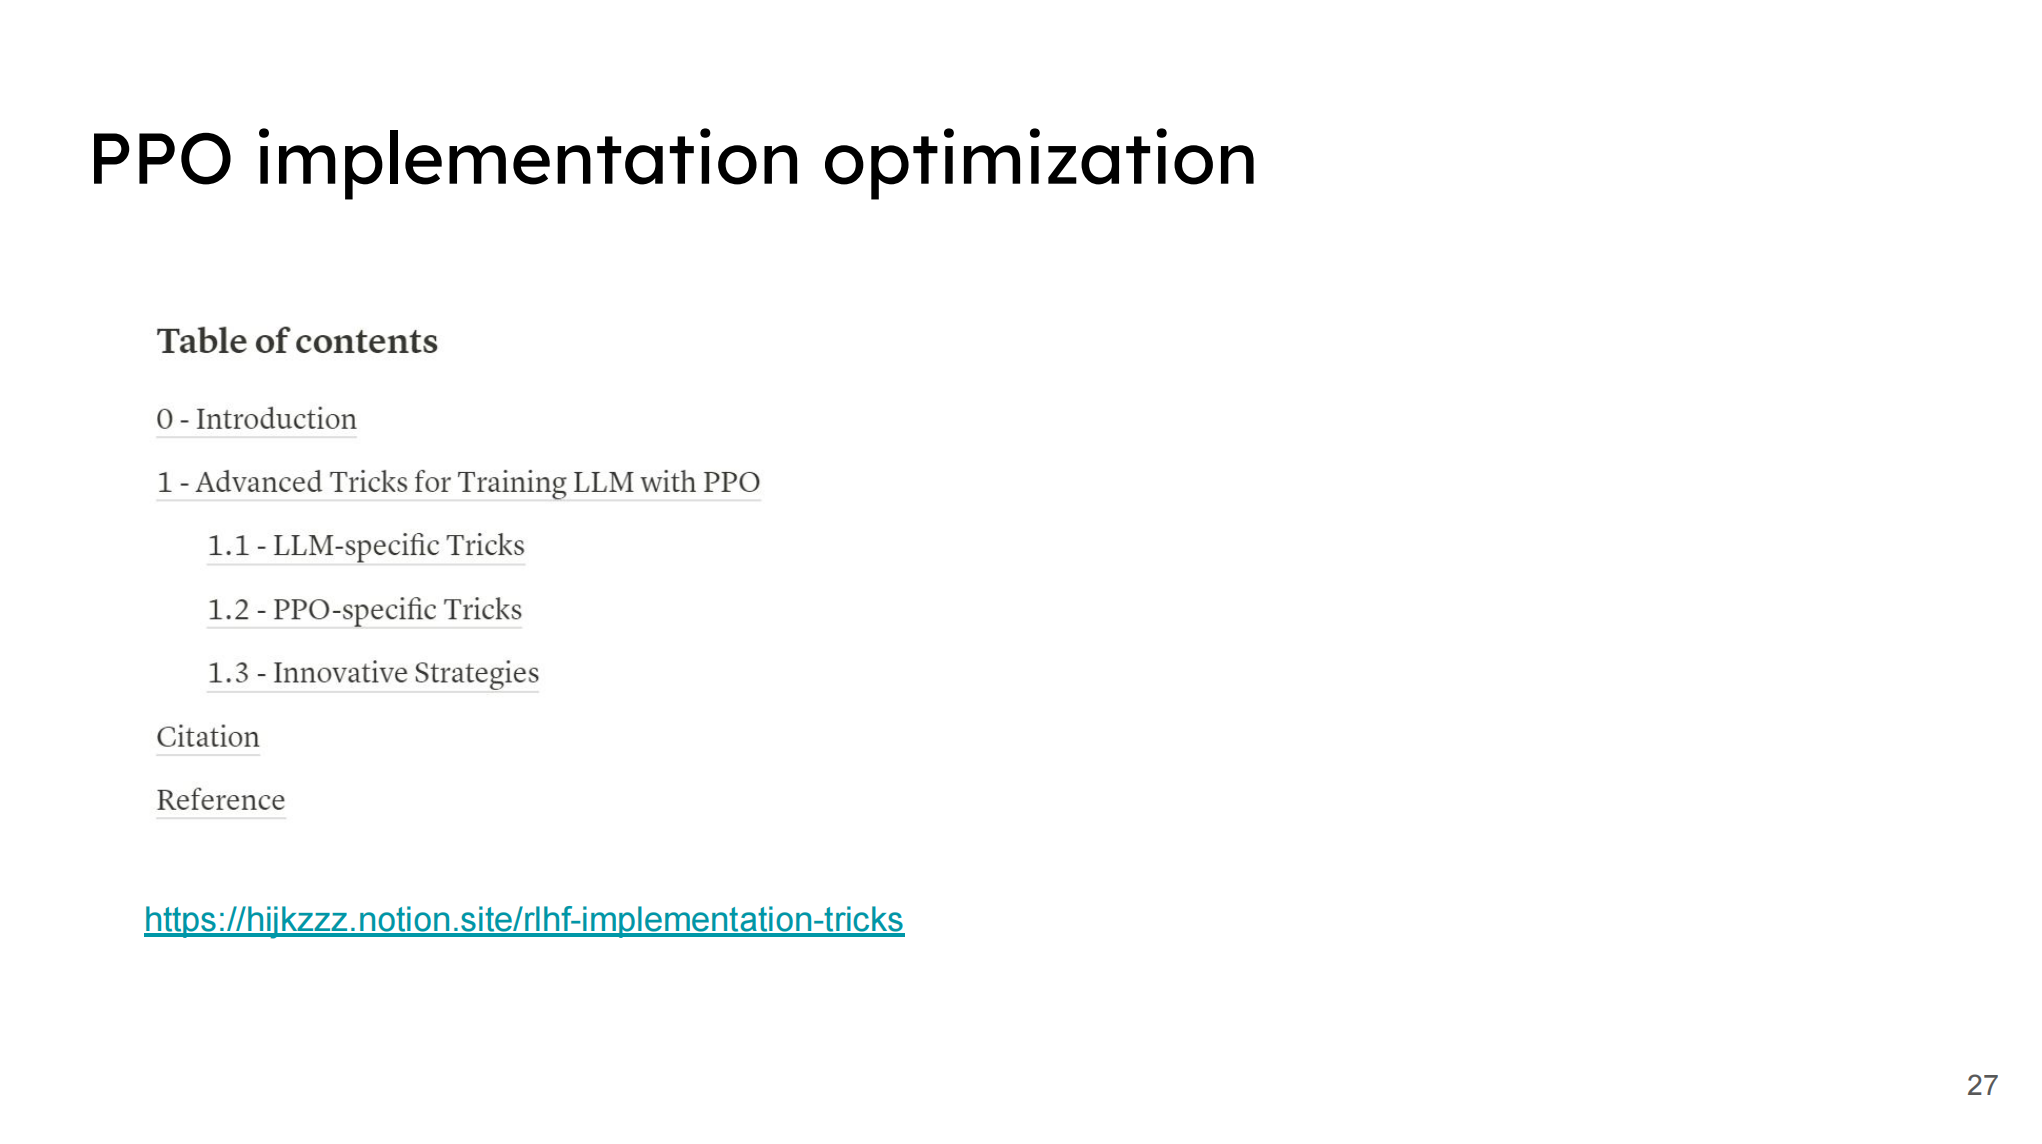 PPO implementation optimization
Table of contents
0 - Introduction
1 - Advanced Tricks for Training LLM with PPO
1.1 - LLM-specific Tricks
1.2 - PPO-specific Tricks
1.3 - Innovative Strategies
Citation
Reference
https://hijkzzz.notion.site/rlhf-implementation-tricks
27